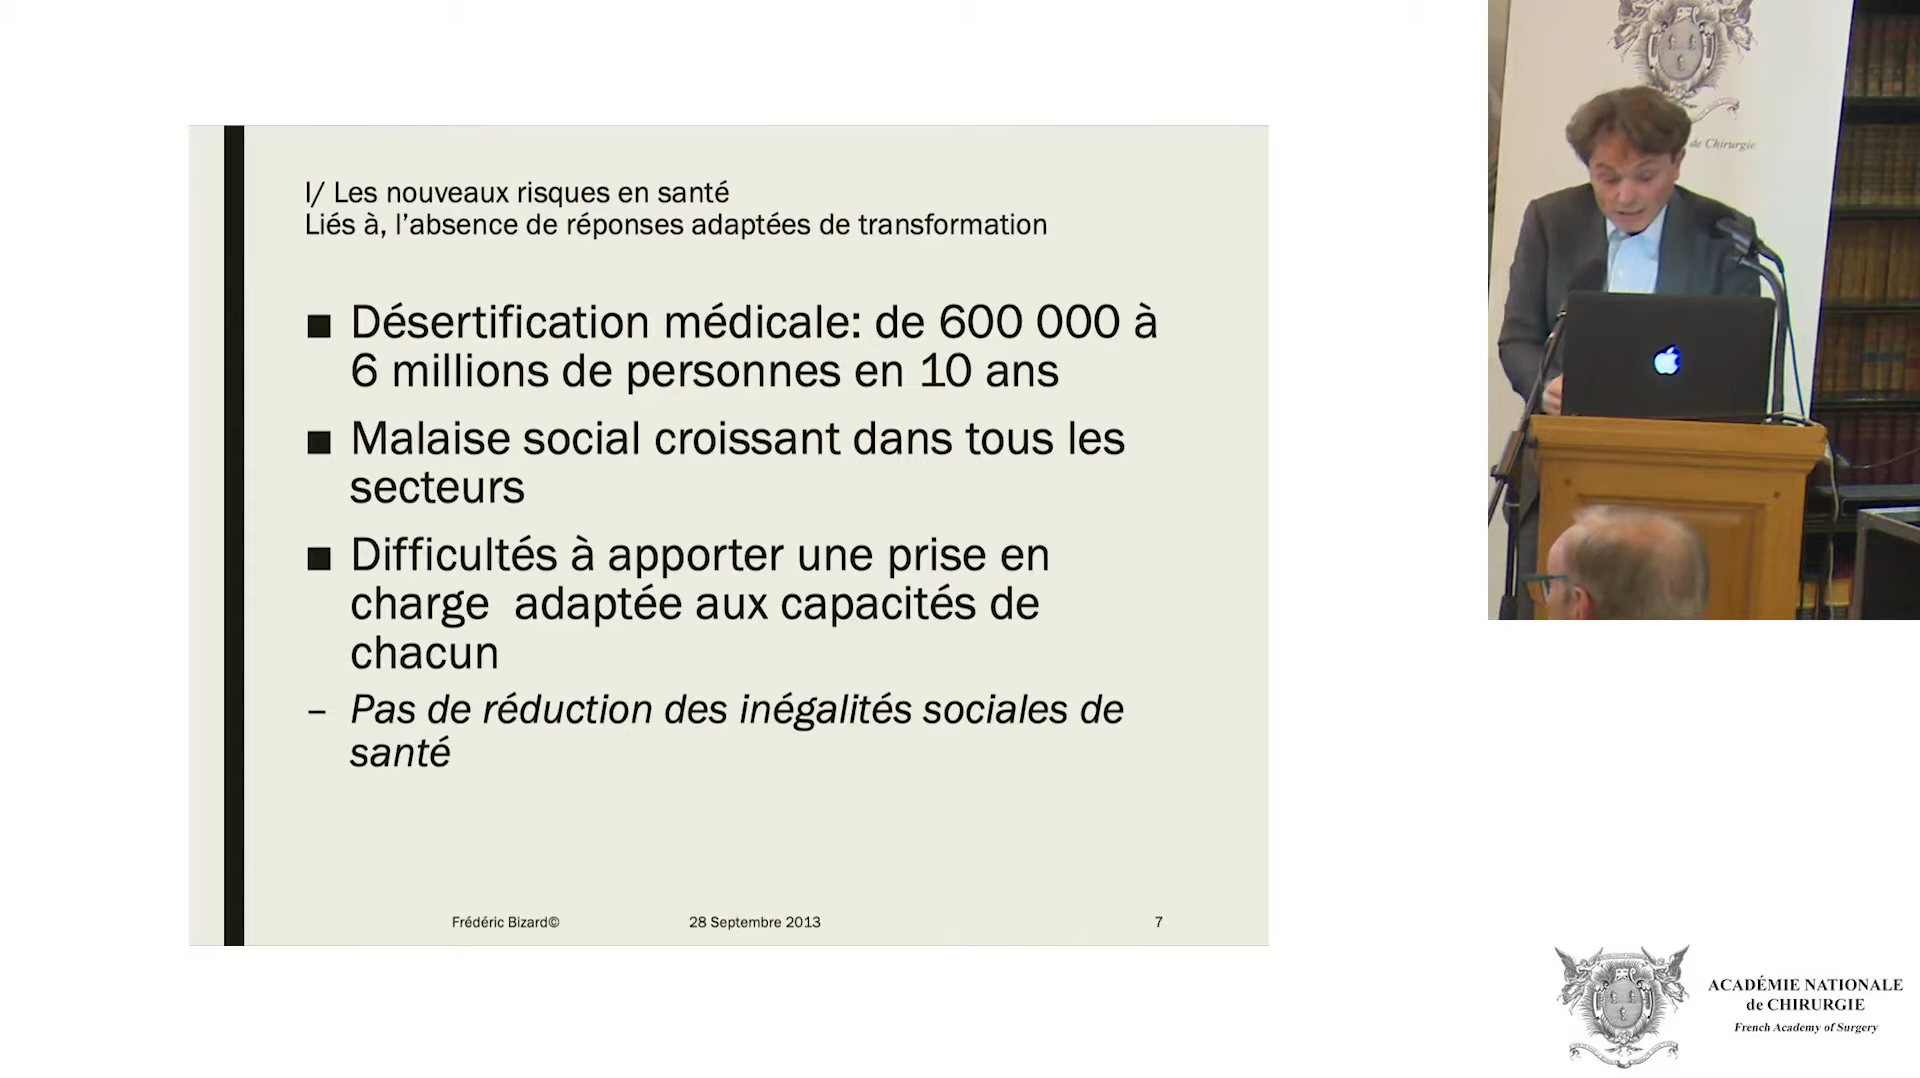 I/ Les nouveaux risques en santé
Liés à, l’absence de réponses adaptées de transformation
■ Désertification médicale: de 600 000 à
6 millions de personnes en 10 ans
■ Malaise social croissant dans tous les
secteurs
■ Difficultés à apporter une prise en
charge  adaptée aux capacités de
chacun
– Pas de réduction des inégalités sociales de
santé
Frédéric Bizard©
28 Septembre 2013
7
de Chirurgie
ACADÉMIE NATIONALE
de CHIRURGIE
French Academy of Surgery